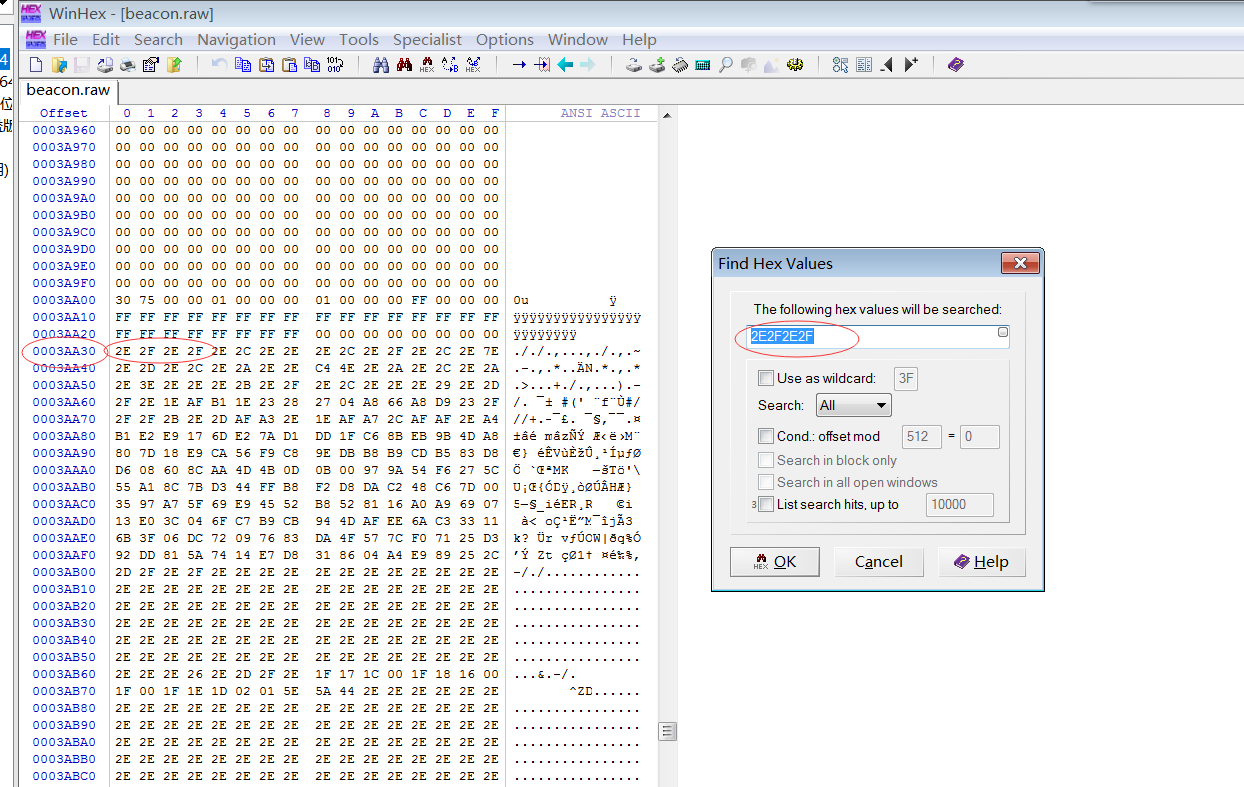 WinHex - [beacon.raw]
File Edit Search Navigation View Tools Specialist Options Window Help
beacon.raw
Offset 0 1 2 3 4 5 6 7 8 9 A B C D E F ANSI ASCII
0003A960 00 00 00 00 00 00 00 00 00 00 00 00 00 00 00 00
0003A970 00 00 00 00 00 00 00 00 00 00 00 00 00 00 00 00
0003A980 00 00 00 00 00 00 00 00 00 00 00 00 00 00 00 00
0003A990 00 00 00 00 00 00 00 00 00 00 00 00 00 00 00 00
0003A9A0 00 00 00 00 00 00 00 00 00 00 00 00 00 00 00 00
0003A9B0 00 00 00 00 00 00 00 00 00 00 00 00 00 00 00 00
0003A9C0 00 00 00 00 00 00 00 00 00 00 00 00 00 00 00 00
0003A9D0 00 00 00 00 00 00 00 00 00 00 00 00 00 00 00 00
0003A9E0 00 00 00 00 00 00 00 00 00 00 00 00 00 00 00 00
0003A9F0 00 00 00 00 00 00 00 00 00 00 00 00 00 00 00 00
0003AA00 30 75 00 00 01 00 00 00 01 00 00 00 FF 00 00 00 0u ÿ
0003AA10 FF FF FF FF FF FF FF FF FF FF FF FF FF FF FF FF ÿÿÿÿÿÿÿÿÿÿÿÿÿÿÿÿ
0003AA20 FF FF FF FF FF FF FF FF 00 00 00 00 00 00 00 00 ÿÿÿÿÿÿÿÿ
0003AA30 2E 2F 2E 2F 2E 2C 2E 2E 2E 2C 2E 2F 2E 2C 2E 7E ././.,...,./.,.~
0003AA40 2E 2D 2E 2C 2E 2A 2E 2E C4 4E 2E 2A 2E 2C 2E 2A .-.,.*..ÄN.*.,.*
0003AA50 2E 3E 2E 2E 2E 2B 2E 2F 2E 2C 2E 2E 2E 29 2E 2D .>...+./.,...).-
0003AA60 2F 2E 1E AF B1 1E 23 28 27 04 A8 66 A8 D9 23 2F /. ¯± #(' ¨f¨Ù#/
0003AA70 2F 2F 2B 2E 2D AF A3 2E 1E AF A7 2C AF AF 2E A4 //+.-¯£. ¯§,¯¯.¤
0003AA80 B1 E2 E9 17 6D E2 7A D1 DD 1F C6 8B EB 9B 4D A8 ±âé mâzÑÝ Æ‹ë›M¨
0003AA90 80 7D 18 E9 CA 56 F9 C8 9E DB B8 B9 CD B5 83 D8 €} éÊVùÈžÛ¸¹ÍµƒØ
0003AAA0 D6 08 60 8C AA 4D 4B 0D 0B 00 97 9A 54 F6 27 5C Ö `ŒªMK —šTö'\
0003AAB0 55 A1 8C 7B D3 44 FF B8 F2 D8 DA C2 48 C6 7D 00 U¡Œ{ÓDÿ¸òØÚÂHÆ}
0003AAC0 35 97 A7 5F 69 E9 45 52 B8 52 81 16 A0 A9 69 07 5—§_iéER¸R ©i
0003AAD0 13 E0 3C 04 6F C7 B9 CB 94 4D AF EE 6A C3 33 11 à< oÇ¹Ë”M¯îjÃ3
0003AAE0 6B 3F 06 DC 72 09 76 83 DA 4F 57 7C F0 71 25 D3 k? Ür vƒÚOW|ðq%Ó
0003AAF0 92 DD 81 5A 74 14 E7 D8 31 86 04 A4 E9 89 25 2C ’Ý Zt çØ1† ¤é‰%,
0003AB00 2D 2F 2E 2F 2E 2E 2E 2E 2E 2E 2E 2E 2E 2E 2E 2E -/./............
0003AB10 2E 2E 2E 2E 2E 2E 2E 2E 2E 2E 2E 2E 2E 2E 2E 2E ................
0003AB20 2E 2E 2E 2E 2E 2E 2E 2E 2E 2E 2E 2E 2E 2E 2E 2E ................
0003AB30 2E 2E 2E 2E 2E 2E 2E 2E 2E 2E 2E 2E 2E 2E 2E 2E ................
0003AB40 2E 2E 2E 2E 2E 2E 2E 2E 2E 2E 2E 2E 2E 2E 2E 2E ................
0003AB50 2E 2E 2E 2E 2E 2E 2E 2E 2E 2E 2E 2E 2E 2E 2E 2E ................
0003AB60 2E 2E 2E 26 2E 2D 2F 2E 1F 17 1C 00 1F 18 16 00 ...&.-/.
0003AB70 1F 00 1F 1E 1D 02 01 5E 5A 44 2E 2E 2E 2E 2E 2E ^ZD......
0003AB80 2E 2E 2E 2E 2E 2E 2E 2E 2E 2E 2E 2E 2E 2E 2E 2E ................
0003AB90 2E 2E 2E 2E 2E 2E 2E 2E 2E 2E 2E 2E 2E 2E 2E 2E ................
0003ABA0 2E 2E 2E 2E 2E 2E 2E 2E 2E 2E 2E 2E 2E 2E 2E 2E ................
0003ABB0 2E 2E 2E 2E 2E 2E 2E 2E 2E 2E 2E 2E 2E 2E 2E 2E ................
0003ABC0 2E 2E 2E 2E 2E 2E 2E 2E 2E 2E 2E 2E 2E 2E 2E 2E ................
Find Hex Values
The following hex values will be searched:
2E2F2E2F
Use as wildcard: 3F
Search: All
Cond.: offset mod 512 = 0
Search in block only
Search in all open windows
3 List search hits, up to 10000
HEX OK Cancel Help